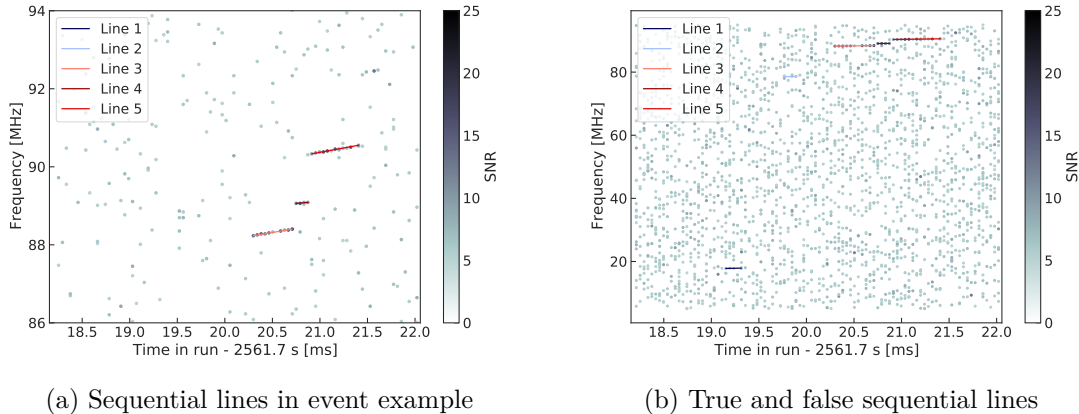 94
92
90
88
86
Frequency [MHz]
18.5 19.0 19.5 20.0 20.5 21.0 21.5 22.0
Time in run - 2561.7 s [ms]
Line 1
Line 2
Line 3
Line 4
Line 5
25
20
15
10
5
0
SNR
(a) Sequential lines in event example
80
60
40
20
Frequency [MHz]
18.5 19.0 19.5 20.0 20.5 21.0 21.5 22.0
Time in run - 2561.7 s [ms]
Line 1
Line 2
Line 3
Line 4
Line 5
25
20
15
10
5
0
SNR
(b) True and false sequential lines